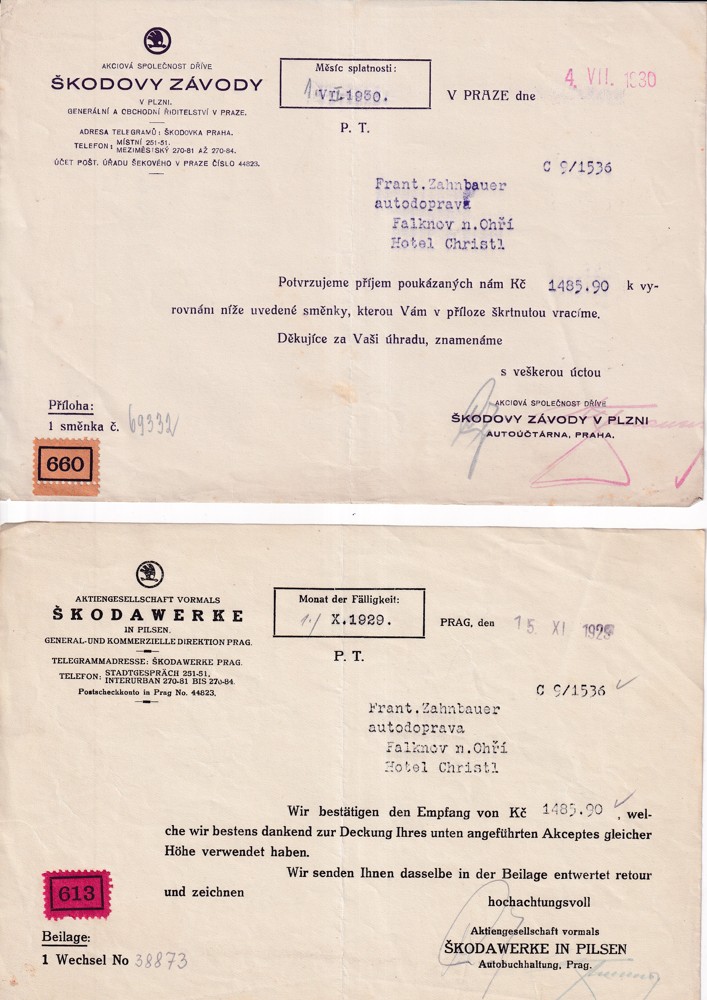 AKCIOVÁ SPOLEČNOST DŘÍVE
ŠKODOVY ZÁVODY
V PLZNI.
GENERÁLNÍ A OBCHODNÍ ŘIDITELSTVÍ V PRAZE.
ADRESA TELEGRAMŮ: ŠKODOVKA PRAHA.
TELEFON: MÍSTNÍ 251-51.
MEZIMĚSTSKÝ 270-81 AŽ 270-84.
ÚČET POŠT. ÚŘADU ŠEKOVÉHO V PRAZE ČÍSLO 44823.
Měsíc splatnosti:
1. VII.1930.
V PRAZE dne 4. VII. 1930
P. T.
C 9/1536
Frant.Zahnbauer
autodoprava
Falknov n.Ohří
Hotel Christl
Potvrzujeme příjem poukázaných nám Kč 1485.90 k vy-
rovnání níže uvedené směnky, kterou Vám v příloze škrtnutou vracíme.
Děkujíce za Vaši úhradu, znamenáme
s veškerou úctou
AKCIOVÁ SPOLEČNOST DŘÍVE
ŠKODOVY ZÁVODY V PLZNI
AUTOÚČTÁRNA, PRAHA.
Příloha:
1 směnka č. 69332
660
AKTIENGESELLSCHAFT VORMALS
ŠKODAWERKE
IN PILSEN.
GENERAL-UND KOMMERZIELLE DIREKTION PRAG.
TELEGRAMMADRESSE: ŠKODAWERKE PRAG.
TELEFON: STADTGESPRÄCH 251-51,
INTERURBAN 270-81 BIS 270-84.
Postscheckkonto in Prag No. 44823.
Monat der Fälligkeit:
1./ X.1929.
PRAG, den 15. XI 1929
P. T.
C 9/1536
Frant.Zahnbauer
autodoprava
Falknov n.Ohří
Hotel Christl
Wir bestätigen den Empfang von Kč 1485.90, wel-
che wir bestens dankend zur Deckung Ihres unten angeführten Akzeptes gleicher
Höhe verwendet haben.
Wir senden Ihnen dasselbe in der Beilage entwertet retour
und zeichnen
hochachtungsvoll
Aktiengesellschaft vormals
ŠKODAWERKE IN PILSEN
Autobuchhaltung, Prag.
613
Beilage:
1 Wechsel No 38873